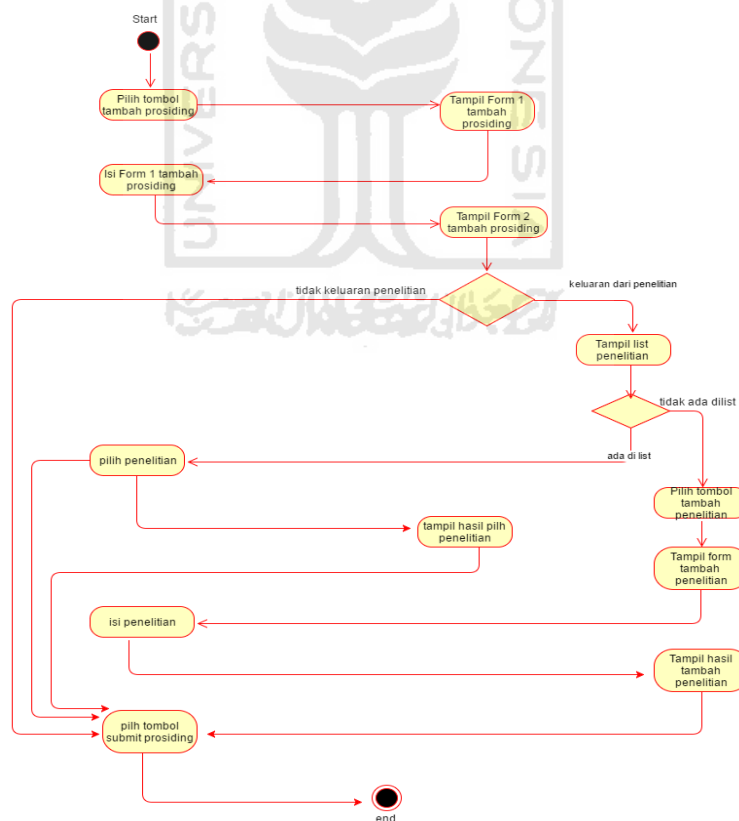 Start
Pilih tombol
tambah prosiding
Tampil Form 1
tambah
prosiding
Isi Form 1 tambah
prosiding
Tampil Form 2
tambah prosiding
tidak keluaran penelitian
keluaran dari penelitian
Tampil list
penelitian
tidak ada dilist
ada di list
pilih penelitian
Pilih tombol
tambah
penelitian
tampil hasil pilh
penelitian
Tampil form
tambah
penelitian
isi penelitian
Tampil hasil
tambah
penelitian
pilh tombol
submit prosiding
end
UNIVERS